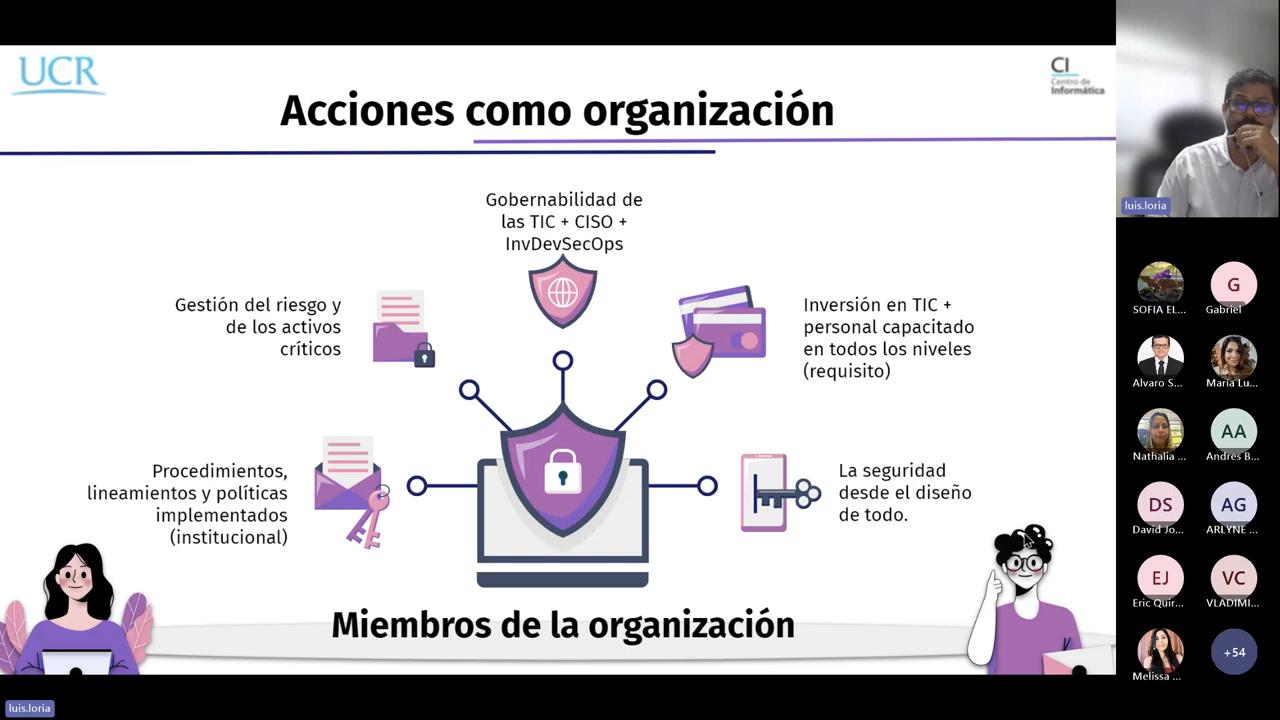 UCR
CI
Centro de
Informática
Acciones como organización
Gobernabilidad de
las TIC + CISO +
InvDevSecOps
Gestión del riesgo y
de los activos
críticos
Inversión en TIC +
personal capacitado
en todos los niveles
(requisito)
Procedimientos,
lineamientos y políticas
implementados
(institucional)
La seguridad
desde el diseño
de todo.
Miembros de la organización
luis.loria
luis.loria
SOFIA EL...
G
Gabriel
Alvaro S...
María Lu...
Nathalia ...
AA
Andres B...
DS
David Jo...
AG
ARLYNE ...
EJ
Eric Quir...
VC
VLADIMI...
Melissa ...
+54